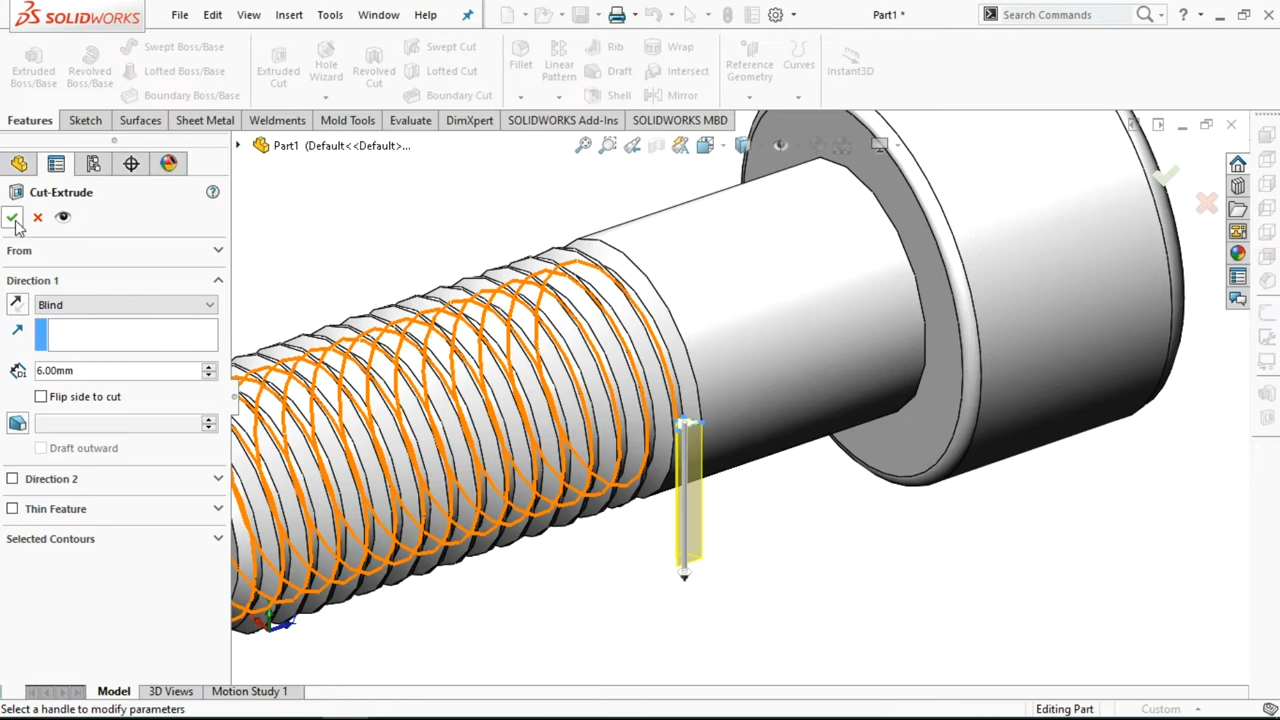 SOLIDWORKS File Edit View Insert Tools Window Help Part1 * Search Commands ?
Extruded Boss/Base
Revolved Boss/Base
Swept Boss/Base
Lofted Boss/Base
Boundary Boss/Base
Extruded Cut
Hole Wizard
Revolved Cut
Swept Cut
Lofted Cut
Boundary Cut
Fillet
Linear Pattern
Rib
Draft
Shell
Wrap
Intersect
Mirror
Reference Geometry
Curves
Instant3D
Features Sketch Surfaces Sheet Metal Weldments Mold Tools Evaluate DimXpert SOLIDWORKS Add-Ins SOLIDWORKS MBD
Part1 (Default<<Default>...
Cut-Extrude
From
Direction 1
Blind
6.00mm
Flip side to cut
Draft outward
Direction 2
Thin Feature
Selected Contours
Model 3D Views Motion Study 1
Select a handle to modify parameters Editing Part Custom